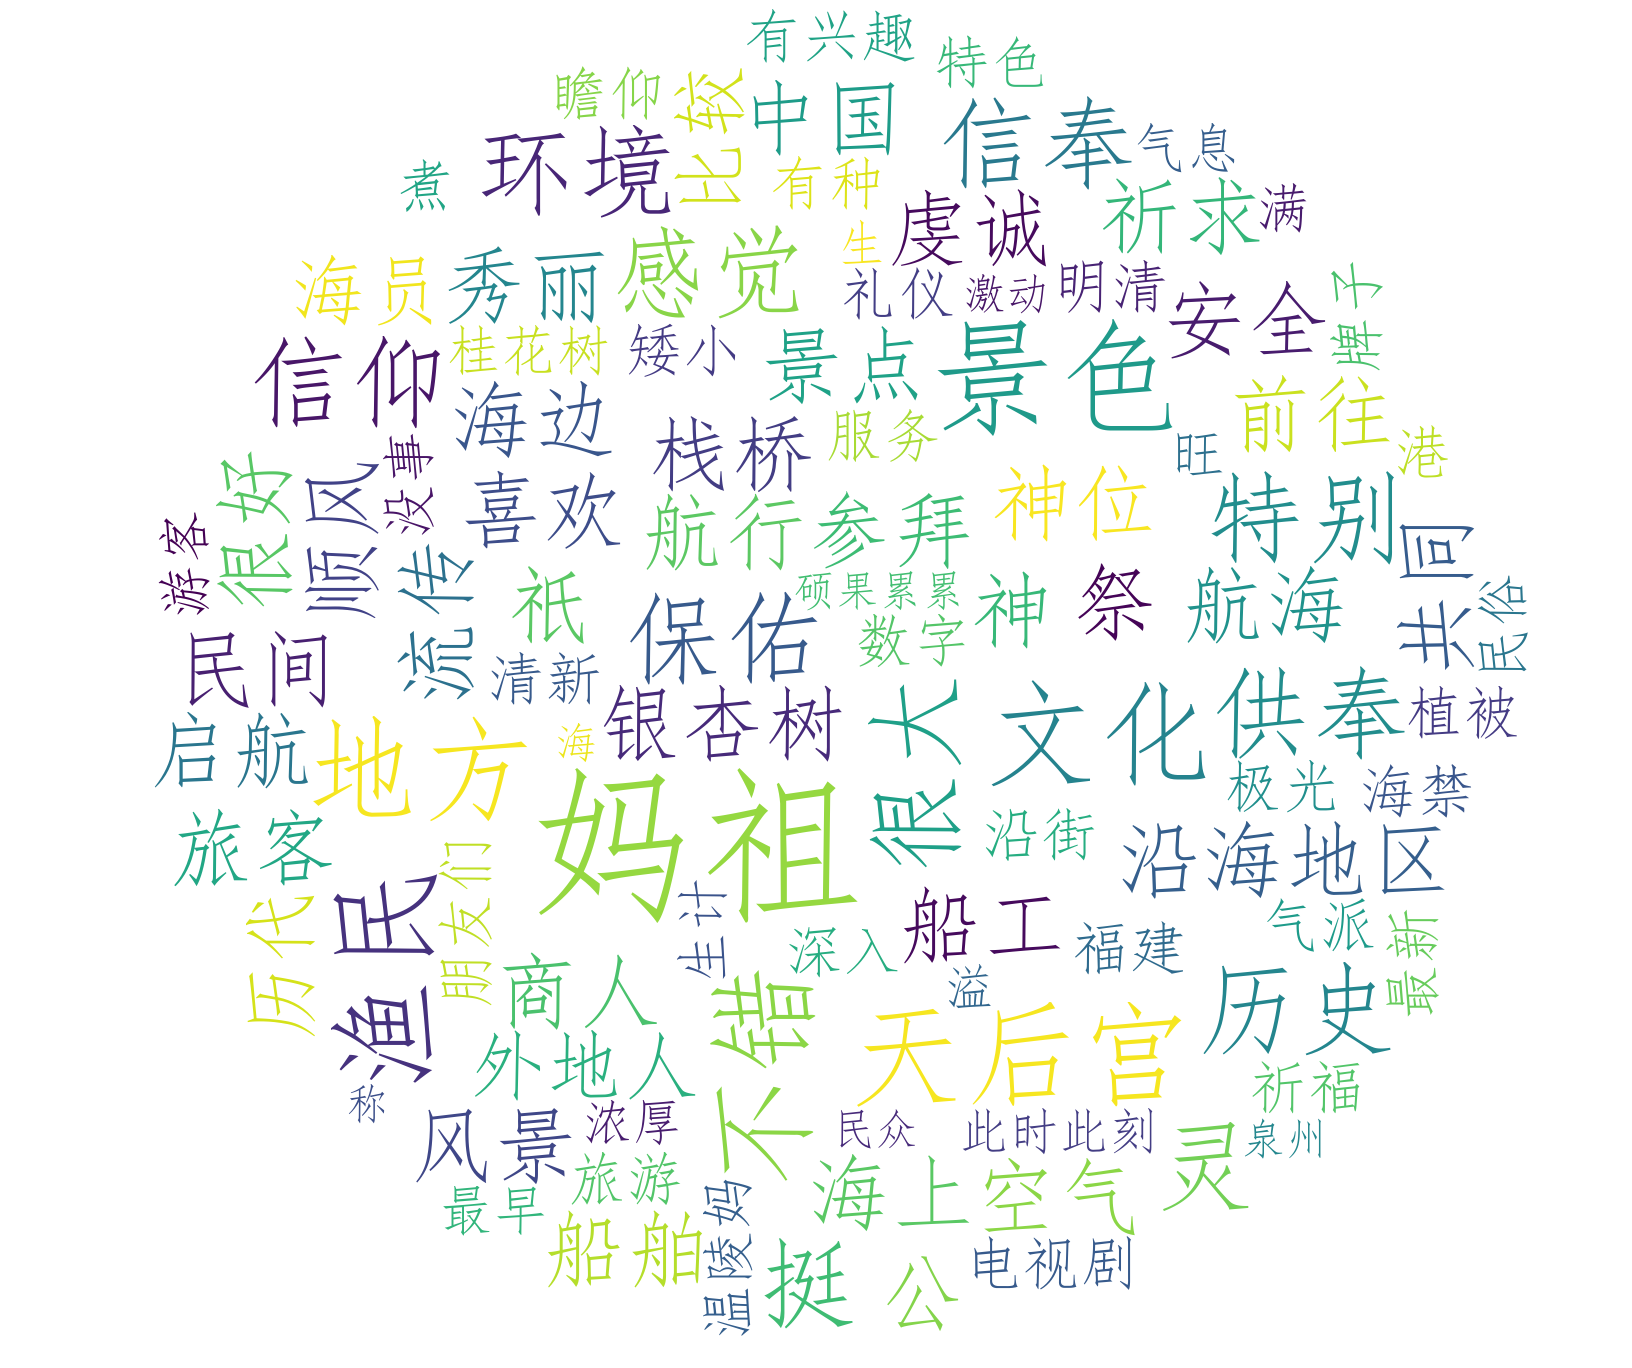 有兴趣
特色
瞻仰
比较
中国
信奉
气息
环境
有种
煮
虔诚
祈求
满
感觉
生
海员
秀丽
礼仪
激动
明清
安全
牌子
信仰
桂花树
矮小
景点
景色
海边
栈桥
服务
前往
港
没事
很好
顺风
旺
喜欢
航行
参拜
神位
特别
游客
流传
祇
硕果累累
神
祭
航海
共同
民俗
保佑
数字
民间
清新
银杏树
很大
文化
供奉
植被
启航
地方
海
妈祖
极光
海禁
旅客
沿街
沿海地区
渔民
朋友们
生计
船工
历代
气派
最新
商人
深入
福建
不错
溢
历史
天后宫
外地人
称
祈福
风景
浓厚
民众
此时此刻
灵
泉州
旅游
海上
空气
最早
温陵妈
船舶
挺
公
电视剧